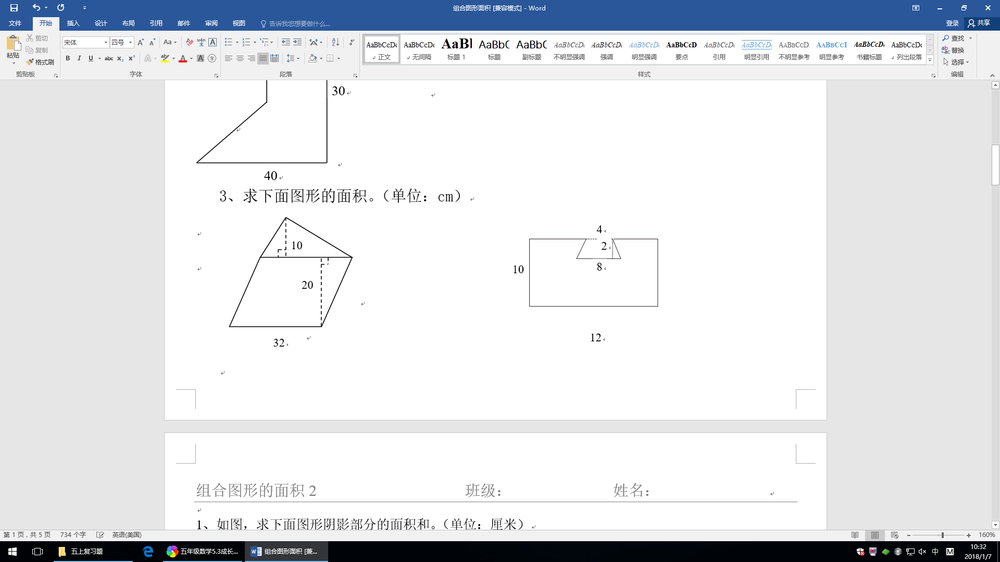 组合图形面积 [兼容模式] - Word
文件 开始 插入 设计 布局 引用 邮件 审阅 视图 告诉我您想要做什么... 登录 共享
粘贴 剪切 复制 格式刷 剪贴板
宋体 四号 Aa wén 文 A
B I U abc x₂ x² A ab A A 字 字体
段落
AaBbCcDc AaBbCcDc AaBl AaBbC AaBbC AaBbCcDc AaBbCcDc AaBbCcDc AaBbCcD AaBbCcDc AaBbCcDc AaBbCcD AaBbCcI AaBbCcDc AaBbCcDc
正文 无间隔 标题 1 标题 副标题 不明显强调 强调 明显强调 要点 引用 明显引用 不明显参考 明显参考 书籍标题 列出段落
样式
查找 替换 选择 编辑
30
40
3、求下面图形的面积。（单位：cm）
10
20
32
4
2
8
10
12
组合图形的面积 2 班级： 姓名：
1、如图，求下面图形阴影部分的面积和。（单位：厘米）
第 1 页，共 5 页 734 个字 英语(美国) 160%
五上复习题 五年级数学5.3成长... 组合图形面积 [兼... 中 M 10:32
2018/1/7